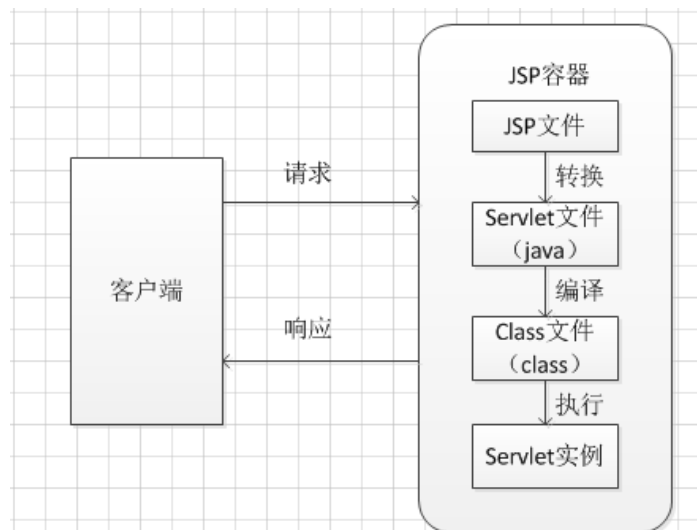 JSP容器
JSP文件
请求
转换
Servlet文件
（java）
客户端
编译
响应
Class文件
（class）
执行
Servlet实例